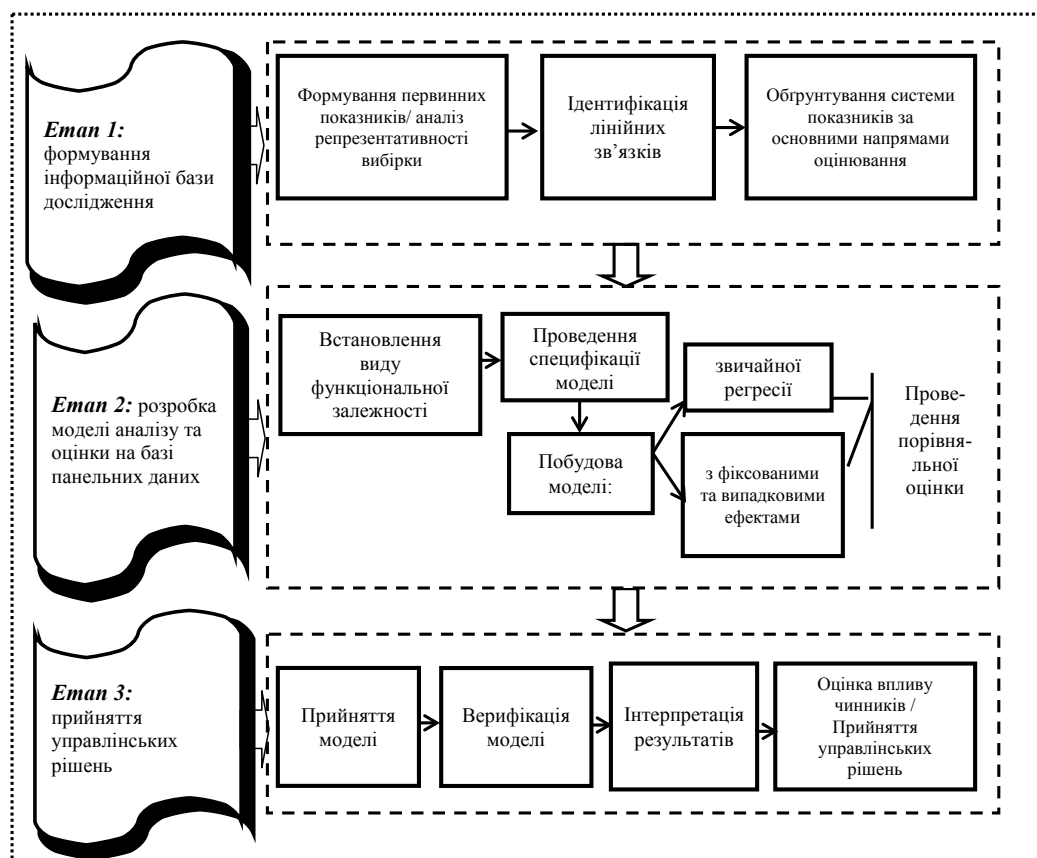 Етап 1:
формування
інформаційної бази
дослідження
Формування первинних
показників/ аналіз
репрезентативності
вибірки
Ідентифікація
лінійних
зв’язків
Обґрунтування системи
показників за
основними напрямами
оцінювання
Етап 2: розробка
моделі аналізу та
оцінки на базі
панельних даних
Встановлення
виду
функціональної
залежності
Проведення
специфікації
моделі
Побудова
моделі:
звичайної
регресії
з фіксованими
та випадковими
ефектами
Прове-
дення
порівня-
льної
оцінки
Етап 3:
прийняття
управлінських
рішень
Прийняття
моделі
Верифікація
моделі
Інтерпретація
результатів
Оцінка впливу
чинників /
Прийняття
управлінських
рішень